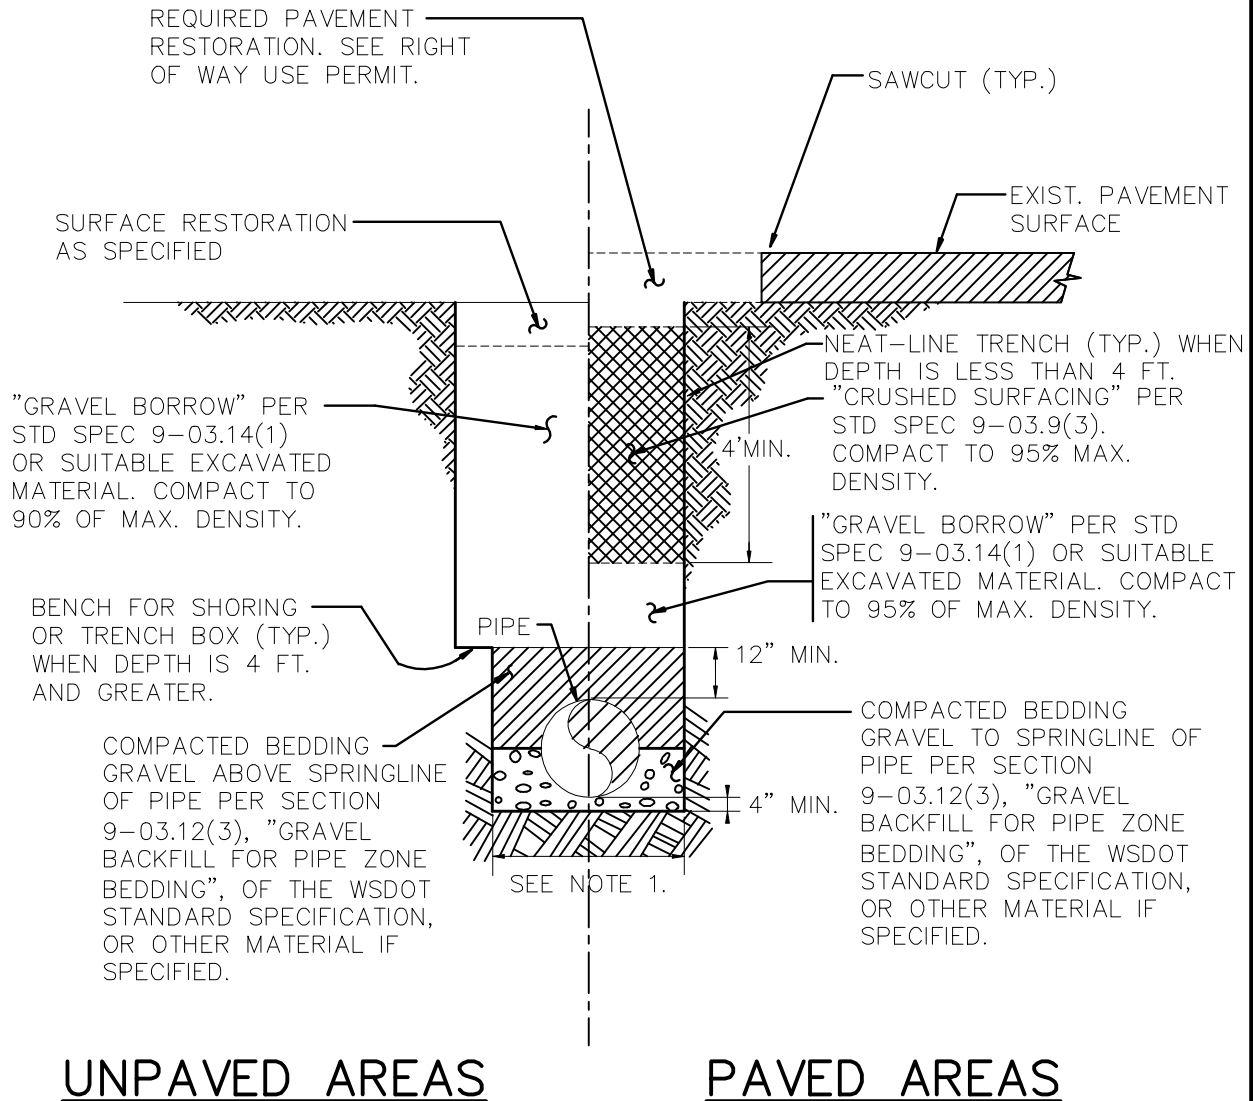 REQUIRED PAVEMENT
RESTORATION. SEE RIGHT
OF WAY USE PERMIT.
SAWCUT (TYP.)
SURFACE RESTORATION
AS SPECIFIED
EXIST. PAVEMENT
SURFACE
NEAT-LINE TRENCH (TYP.) WHEN
DEPTH IS LESS THAN 4 FT.
"GRAVEL BORROW" PER
STD SPEC 9-03.14(1)
OR SUITABLE EXCAVATED
MATERIAL. COMPACT TO
90% OF MAX. DENSITY.
"CRUSHED SURFACING" PER
STD SPEC 9-03.9(3).
COMPACT TO 95% MAX.
DENSITY.
4'MIN.
"GRAVEL BORROW" PER STD
SPEC 9-03.14(1) OR SUITABLE
EXCAVATED MATERIAL. COMPACT
TO 95% OF MAX. DENSITY.
BENCH FOR SHORING
OR TRENCH BOX (TYP.)
WHEN DEPTH IS 4 FT.
AND GREATER.
PIPE
12" MIN.
COMPACTED BEDDING
GRAVEL ABOVE SPRINGLINE
OF PIPE PER SECTION
9-03.12(3), "GRAVEL
BACKFILL FOR PIPE ZONE
BEDDING", OF THE WSDOT
STANDARD SPECIFICATION,
OR OTHER MATERIAL IF
SPECIFIED.
COMPACTED BEDDING
GRAVEL TO SPRINGLINE OF
PIPE PER SECTION
9-03.12(3), "GRAVEL
BACKFILL FOR PIPE ZONE
BEDDING", OF THE WSDOT
STANDARD SPECIFICATION,
OR OTHER MATERIAL IF
SPECIFIED.
4" MIN.
SEE NOTE 1.
UNPAVED AREAS
PAVED AREAS